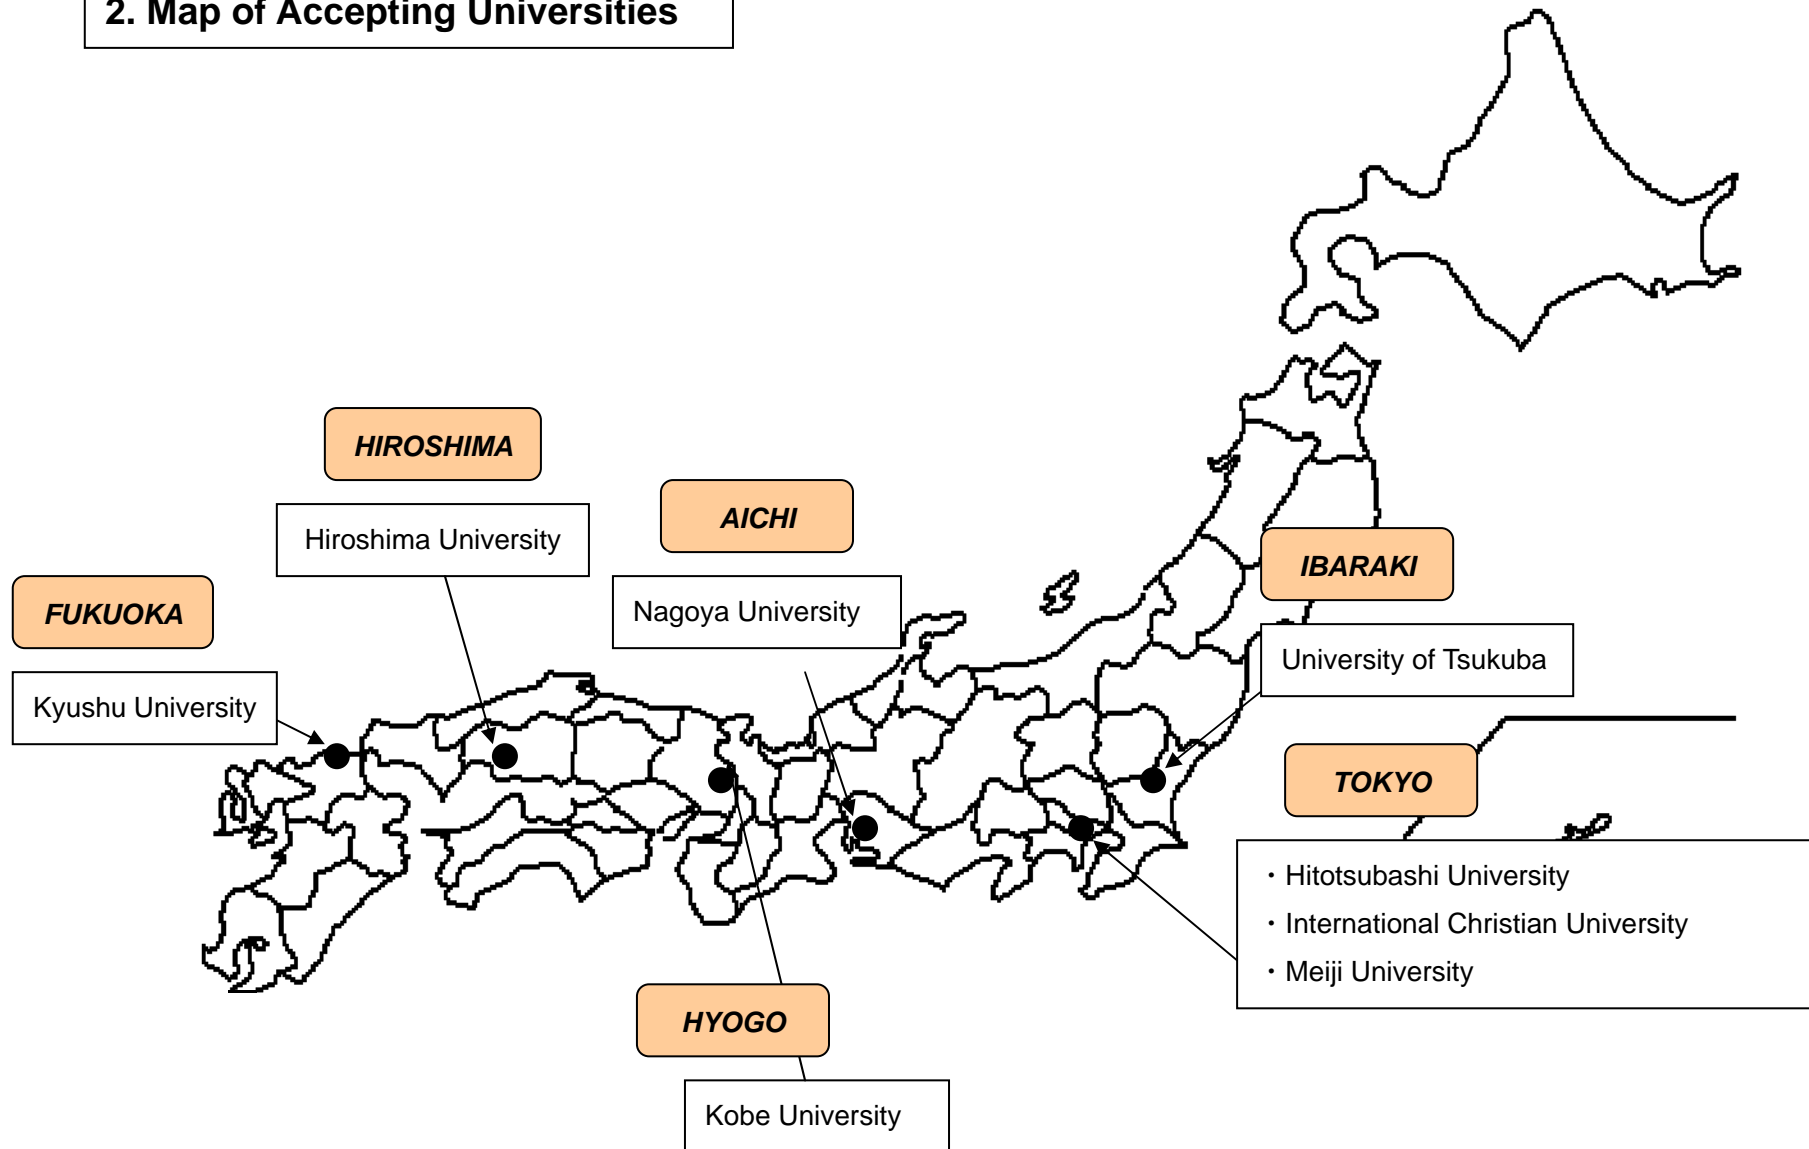 2. Map of Accepting Universities
HIROSHIMA
Hiroshima University
AICHI
Nagoya University
IBARAKI
University of Tsukuba
FUKUOKA
Kyushu University
TOKYO
・Hitotsubashi University
・International Christian University
・Meiji University
HYOGO
Kobe University